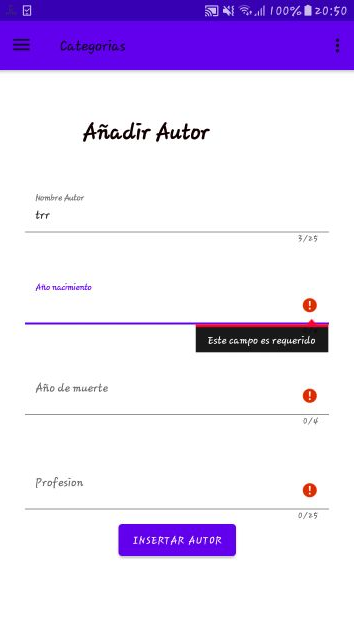 100% 20:50
Categorias
Añadir Autor
Nombre Autor
trr
3/25
Año nacimiento
Este campo es requerido
Año de muerte
0/4
Profesion
0/25
INSERTAR AUTOR